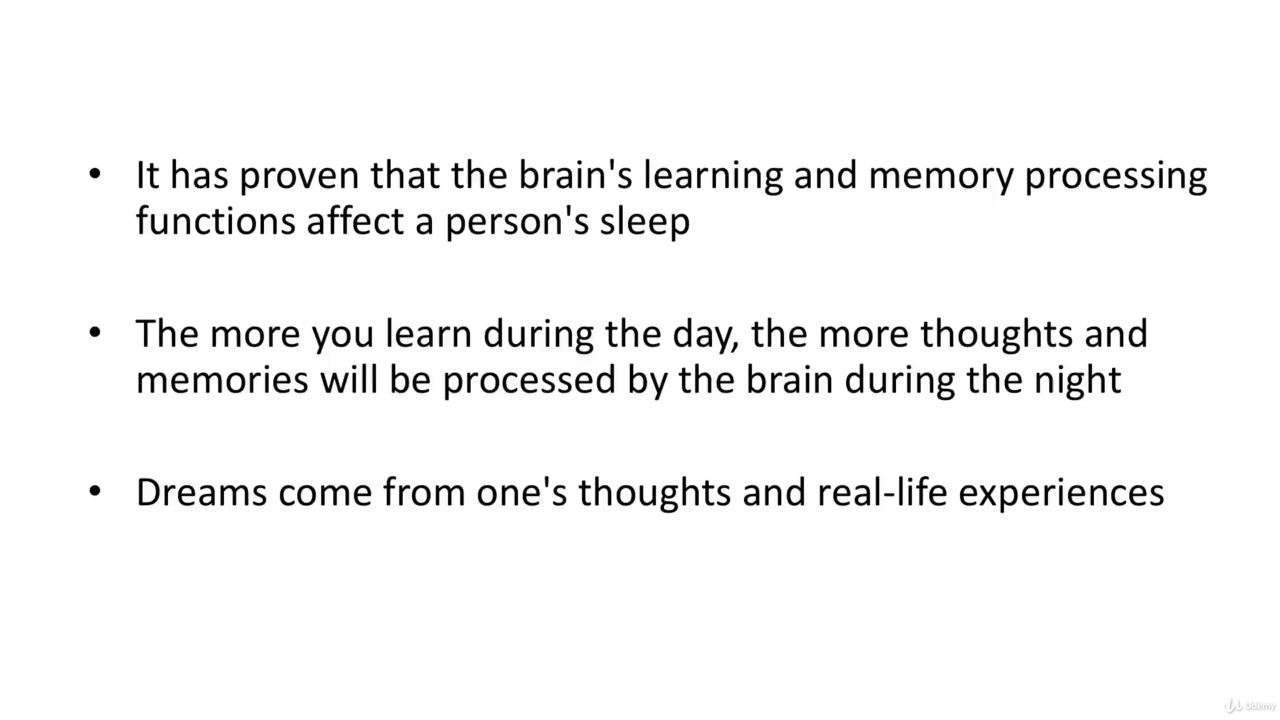 • It has proven that the brain's learning and memory processing
functions affect a person's sleep
• The more you learn during the day, the more thoughts and
memories will be processed by the brain during the night
• Dreams come from one's thoughts and real-life experiences
Udemy